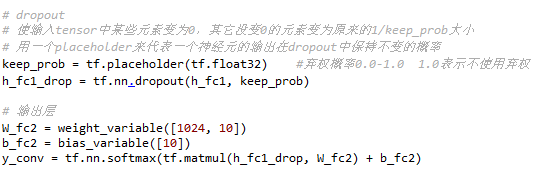 # dropout
# 使输入tensor中某些元素变为0，其它没变0的元素变为原来的1/keep_prob大小
# 用一个placeholder来代表一个神经元的输出在dropout中保持不变的概率
keep_prob = tf.placeholder(tf.float32)    #弃权概率0.0-1.0  1.0表示不使用弃权
h_fc1_drop = tf.nn.dropout(h_fc1, keep_prob)
# 输出层
W_fc2 = weight_variable([1024, 10])
b_fc2 = bias_variable([10])
y_conv = tf.nn.softmax(tf.matmul(h_fc1_drop, W_fc2) + b_fc2)